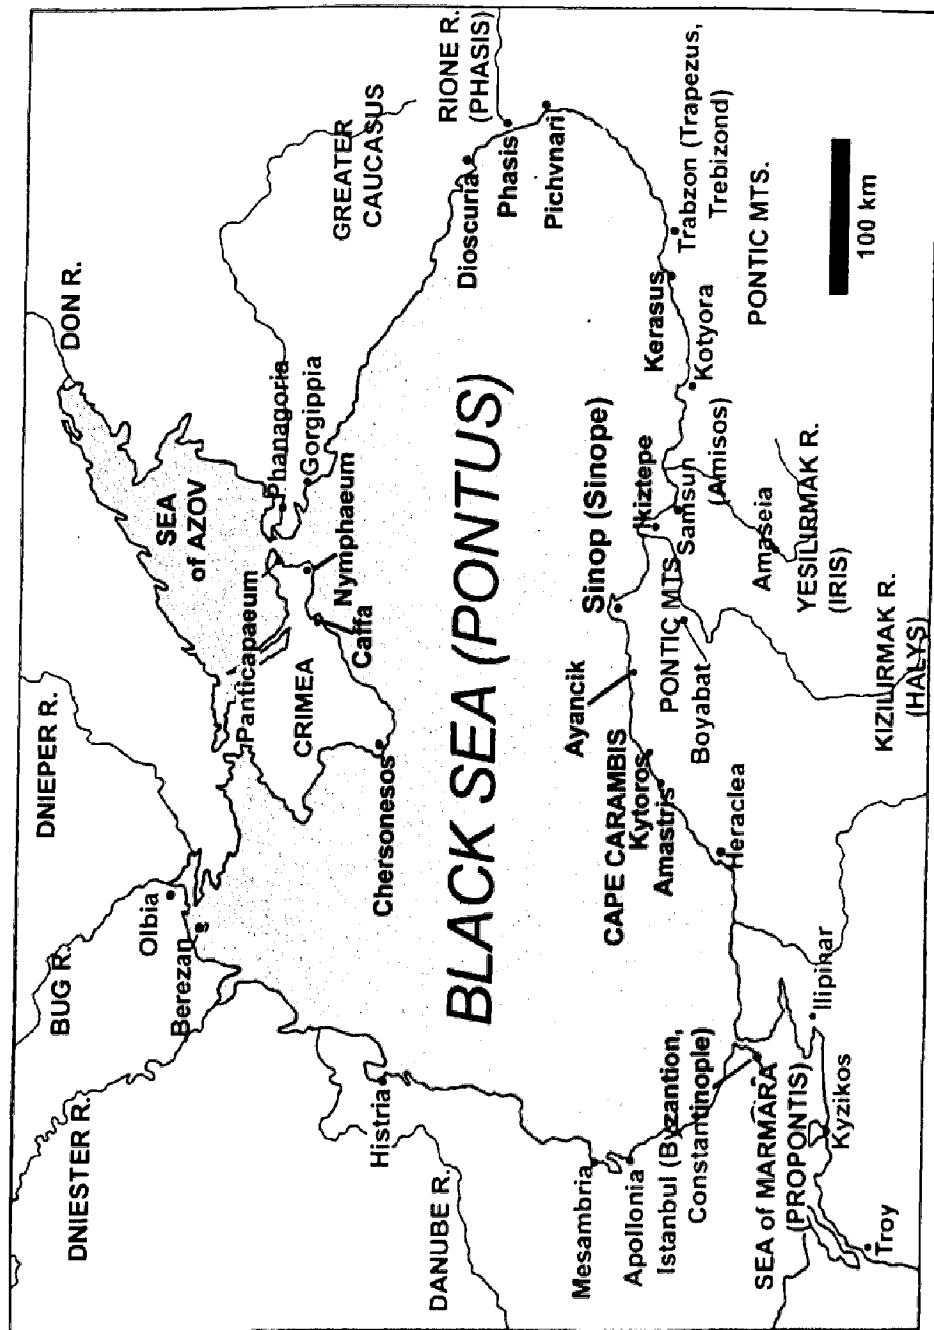 DNIESTER R.
BUG R.
DNIEPER R.
DON R.
Olbia
Berezan
SEA
of AZOV
Panticapaeum
Phanagoria
Gorgippia
GREATER
CAUCASUS
RIONE R.
(PHASIS)
CRIMEA
Nymphaeum
Caffa
Chersonesos
Dioscuria
Phasis
Pichvnari
Histria
DANUBE R.
BLACK SEA (PONTUS)
Mesambria
Apollonia
Istanbul (Byzantion,
Constantinople)
SEA of MARMARA
(PROPONTIS)
Troy
Kyzikos
Ilipinar
Heraclea
CAPE CARAMBIS
Kytoros
Amastris
Ayancik
Sinop (Sinope)
Ikiztepe
PONTIC MTS
Boyabat
Samsun
(Amisos)
Amaseia
YESILIRMAK R.
(IRIS)
KIZILIRMAK R.
(HALYS)
Kerasus
Kotyora
Trabzon (Trapezus,
Trebizond)
PONTIC MTS.
100 km